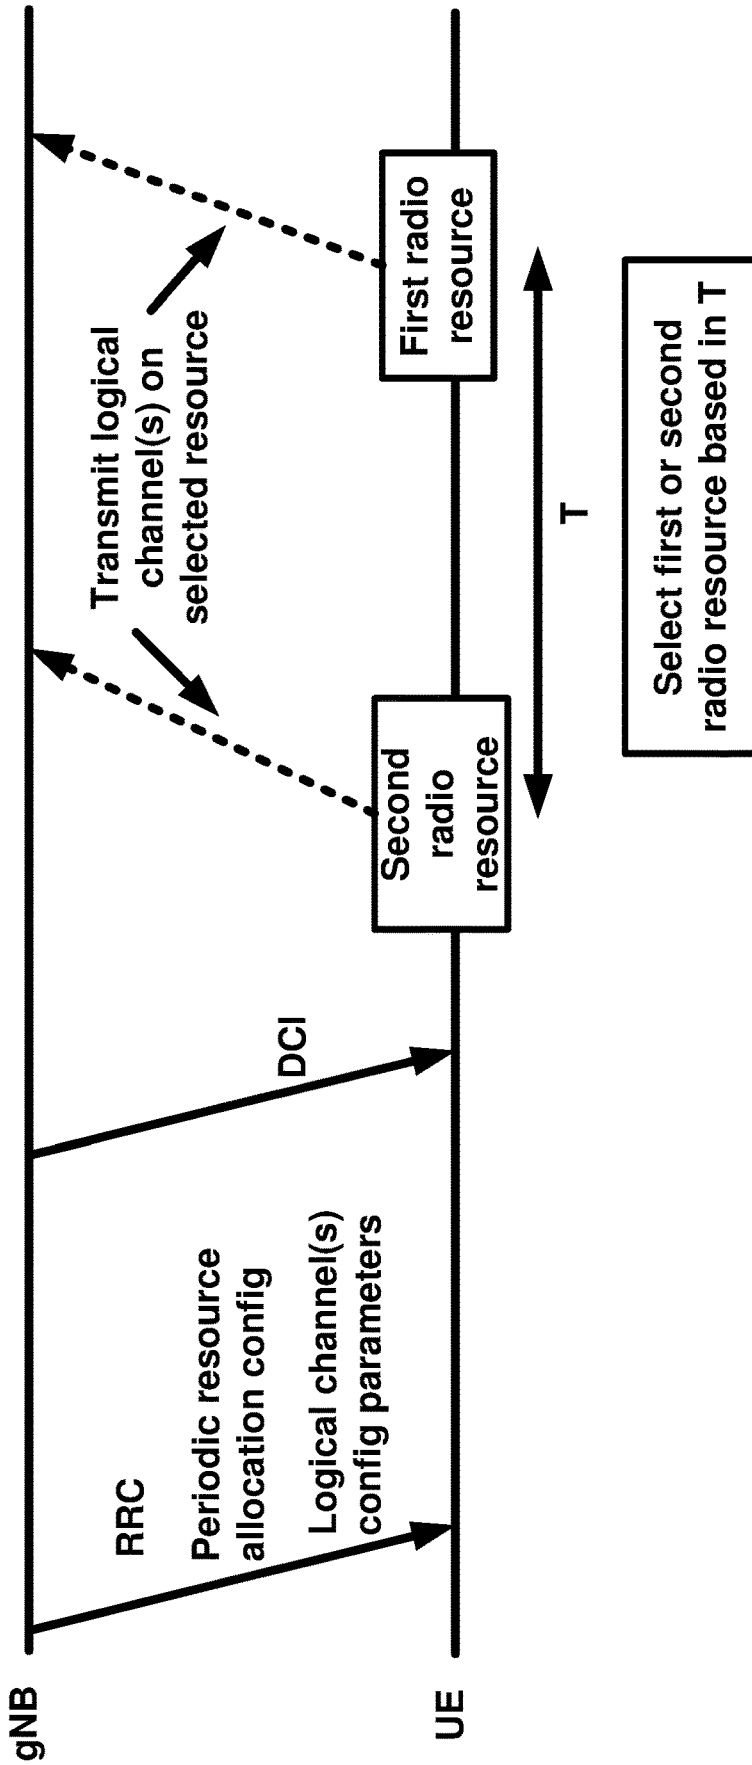 gNB
RRC
Periodic resource
allocation config
Logical channel(s)
config parameters
DCI
Transmit logical
channel(s) on
selected resource
UE
Second
radio
resource
First radio
resource
T
Select first or second
radio resource based in T